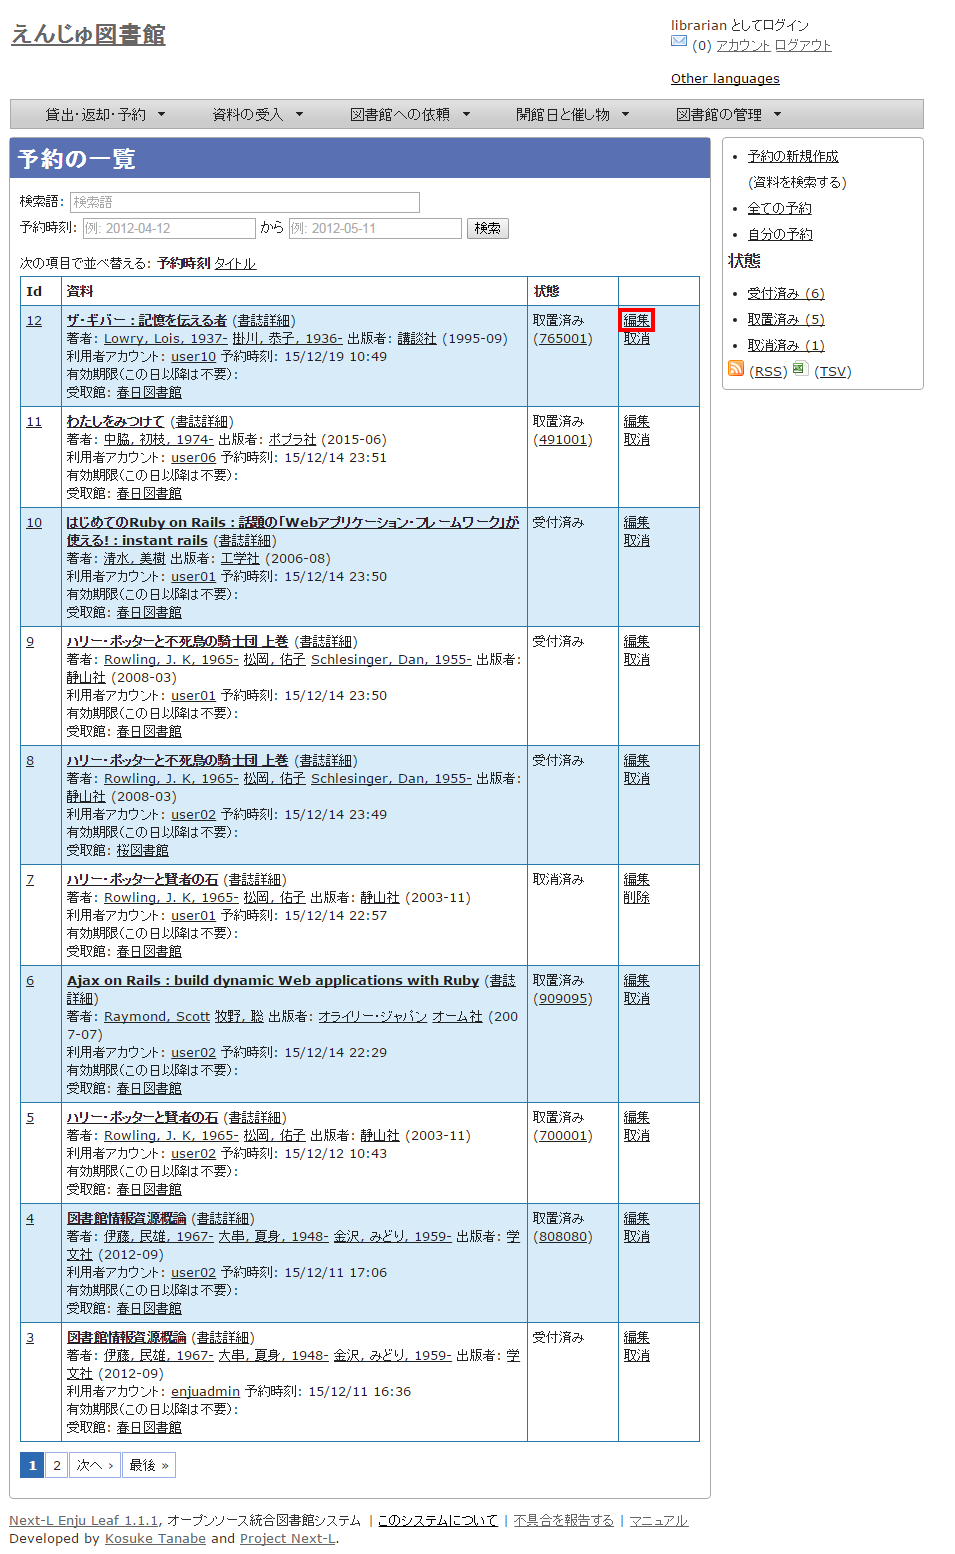 えんじゅ図書館
librarian としてログイン
(0) アカウント ログアウト
Other languages
貸出・返却・予約 ▼ 資料の受入 ▼ 図書館への依頼 ▼ 開館日と催し物 ▼ 図書館の管理 ▼
予約の一覧
検索語: 検索語
予約時刻: 例: 2012-04-12 から 例: 2012-05-11 検索
次の項目で並べ替える: 予約時刻 タイトル
Id 資料 状態
12 ザ・ギバー : 記憶を伝える者 (書誌詳細) 取置済み 編集
著者: Lowry, Lois, 1937- 掛川, 恭子, 1936- 出版者: 講談社 (1995-09) (765001) 取消
利用者アカウント: user10 予約時刻: 15/12/19 10:49
有効期限(この日以降は不要):
受取館: 春日図書館
11 わたしをみつけて (書誌詳細) 取置済み 編集
著者: 中脇, 初枝, 1974- 出版者: ポプラ社 (2015-06) (491001) 取消
利用者アカウント: user06 予約時刻: 15/12/14 23:51
有効期限(この日以降は不要):
受取館: 春日図書館
10 はじめてのRuby on Rails : 話題の「Webアプリケーション・フレームワーク」が 受付済み 編集
使える! : instant rails (書誌詳細) 取消
著者: 清水, 美樹 出版者: 工学社 (2006-08)
利用者アカウント: user01 予約時刻: 15/12/14 23:50
有効期限(この日以降は不要):
受取館: 春日図書館
9 ハリー・ポッターと不死鳥の騎士団 上巻 (書誌詳細) 受付済み 編集
著者: Rowling, J. K, 1965- 松岡, 佑子 Schlesinger, Dan, 1955- 出版者: 取消
静山社 (2008-03)
利用者アカウント: user01 予約時刻: 15/12/14 23:50
有効期限(この日以降は不要):
受取館: 春日図書館
8 ハリー・ポッターと不死鳥の騎士団 上巻 (書誌詳細) 受付済み 編集
著者: Rowling, J. K, 1965- 松岡, 佑子 Schlesinger, Dan, 1955- 出版者: 取消
静山社 (2008-03)
利用者アカウント: user02 予約時刻: 15/12/14 23:49
有効期限(この日以降は不要):
受取館: 桜図書館
7 ハリー・ポッターと賢者の石 (書誌詳細) 取消済み 編集
著者: Rowling, J. K, 1965- 松岡, 佑子 出版者: 静山社 (2003-11) 削除
利用者アカウント: user01 予約時刻: 15/12/14 22:57
有効期限(この日以降は不要):
受取館: 春日図書館
6 Ajax on Rails : build dynamic Web applications with Ruby (書誌 取置済み 編集
詳細) (909095) 取消
著者: Raymond, Scott 牧野, 聡 出版者: オライリー・ジャパン オーム社 (200
7-07)
利用者アカウント: user02 予約時刻: 15/12/14 22:29
有効期限(この日以降は不要):
受取館: 春日図書館
5 ハリー・ポッターと賢者の石 (書誌詳細) 取置済み 編集
著者: Rowling, J. K, 1965- 松岡, 佑子 出版者: 静山社 (2003-11) (700001) 取消
利用者アカウント: user02 予約時刻: 15/12/12 10:43
有効期限(この日以降は不要):
受取館: 春日図書館
4 図書館情報資源概論 (書誌詳細) 取置済み 編集
著者: 伊藤, 民雄, 1967- 大串, 夏身, 1948- 金沢, みどり, 1959- 出版者: 学 (808080) 取消
文社 (2012-09)
利用者アカウント: user02 予約時刻: 15/12/11 17:06
有効期限(この日以降は不要):
受取館: 春日図書館
3 図書館情報資源概論 (書誌詳細) 受付済み 編集
著者: 伊藤, 民雄, 1967- 大串, 夏身, 1948- 金沢, みどり, 1959- 出版者: 学 取消
文社 (2012-09)
利用者アカウント: enjuadmin 予約時刻: 15/12/11 16:36
有効期限(この日以降は不要):
受取館: 春日図書館
1 2 次へ › 最後 »
• 予約の新規作成
(資料を検索する)
• 全ての予約
• 自分の予約
状態
• 受付済み (6)
• 取置済み (5)
• 取消済み (1)
(RSS) (TSV)
Next-L Enju Leaf 1.1.1, オープンソース統合図書館システム | このシステムについて | 不具合を報告する | マニュアル
Developed by Kosuke Tanabe and Project Next-L.